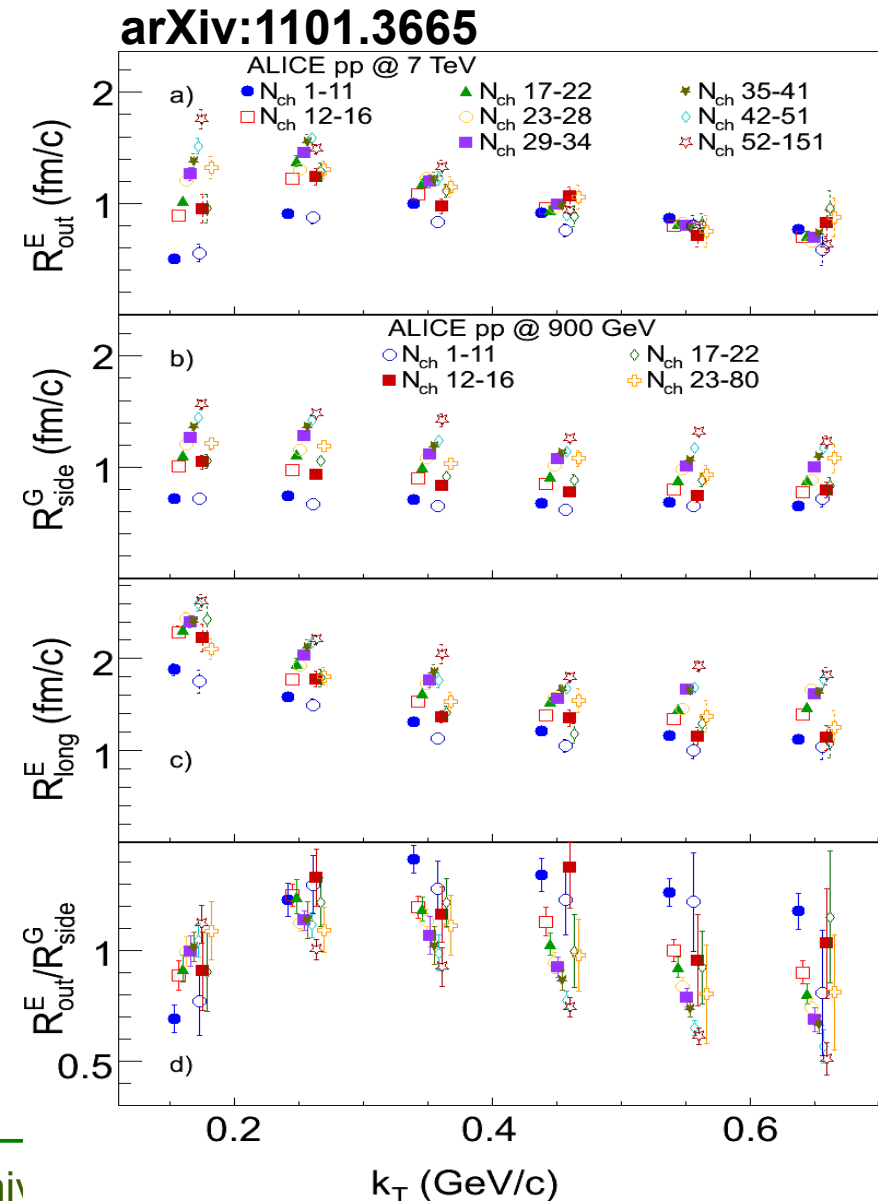 arXiv:1101.3665
ALICE pp @ 7 TeV
a)
N_ch 1-11
N_ch 12-16
N_ch 17-22
N_ch 23-28
N_ch 29-34
N_ch 35-41
N_ch 42-51
N_ch 52-151
2
1
R^E_out (fm/c)
ALICE pp @ 900 GeV
b)
N_ch 1-11
N_ch 12-16
N_ch 17-22
N_ch 23-80
2
1
R^G_side (fm/c)
2
1
R^E_long (fm/c)
c)
1
0.5
R^E_out/R^G_side
d)
0.2 0.4 0.6
k_T (GeV/c)